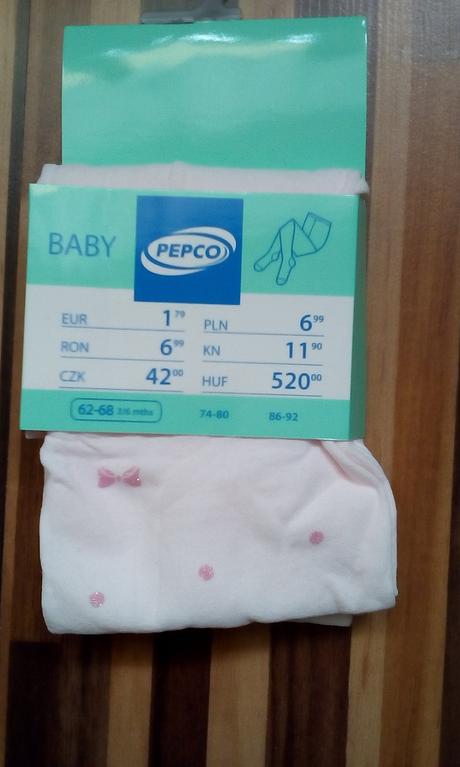 BABY
PEPCO
EUR 1 79
PLN 6 99
RON 6 99
KN 11 90
CZK 42 00
HUF 520 00
62-68 3/6 mths 74-80 86-92